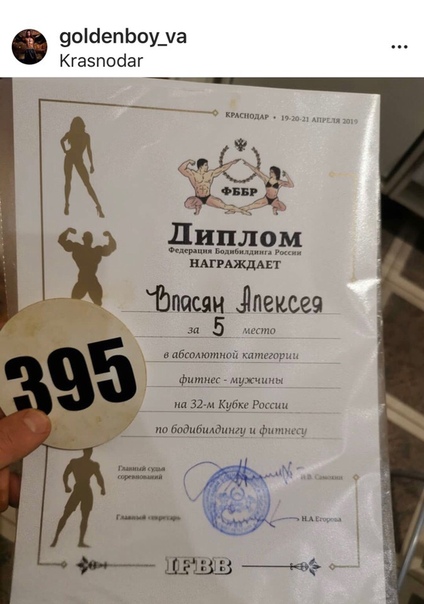 goldenboy_va
Krasnodar
КРАСНОДАР • 19-20-21 АПРЕЛЯ 2019
ФББР
Диплом
Федерация Бодибилдинга России
НАГРАЖДАЕТ
Власян Алексея
за 5 место
в абсолютной категории
фитнес - мужчины
на 32-м Кубке России
по бодибилдингу и фитнесу
395
Главный судья
соревнований
Главный секретарь
Н.А Егорова
IFBB